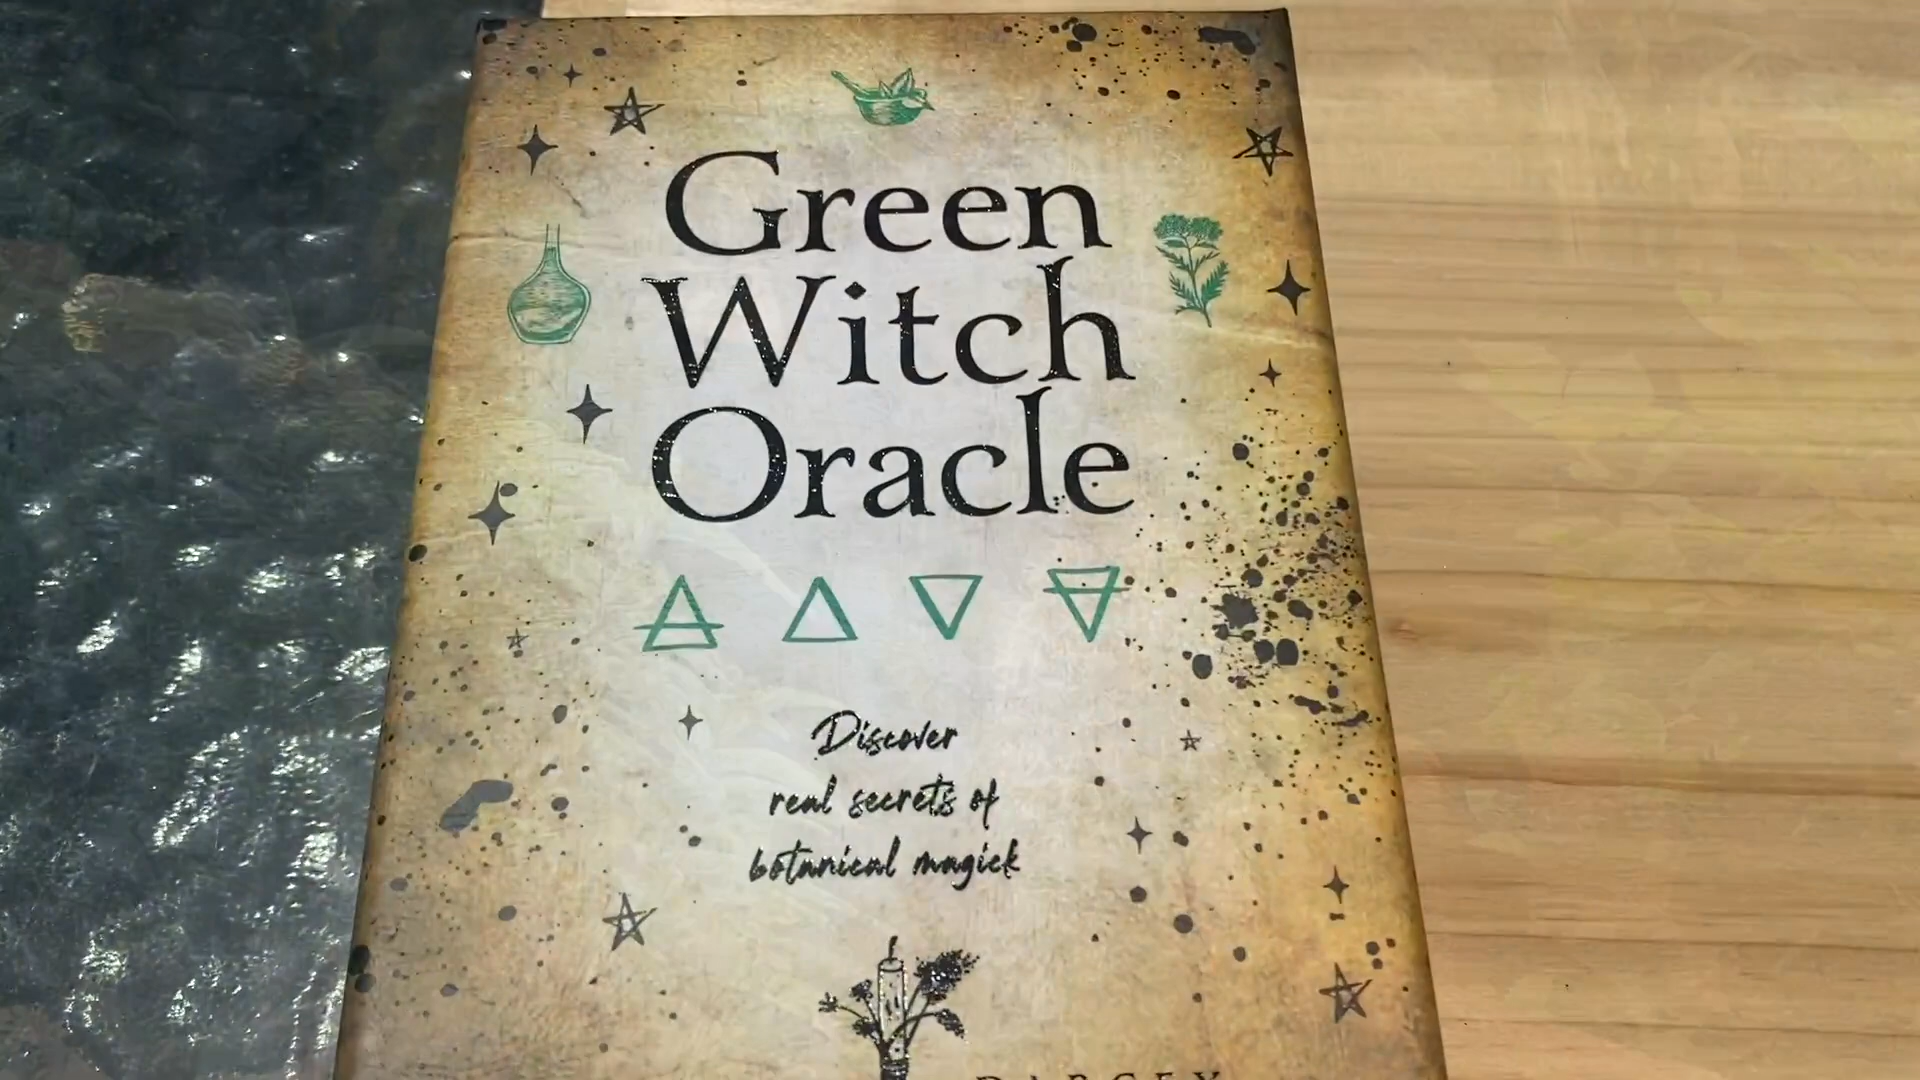 Green
Witch
Oracle
Discover
real secrets of
botanical magick